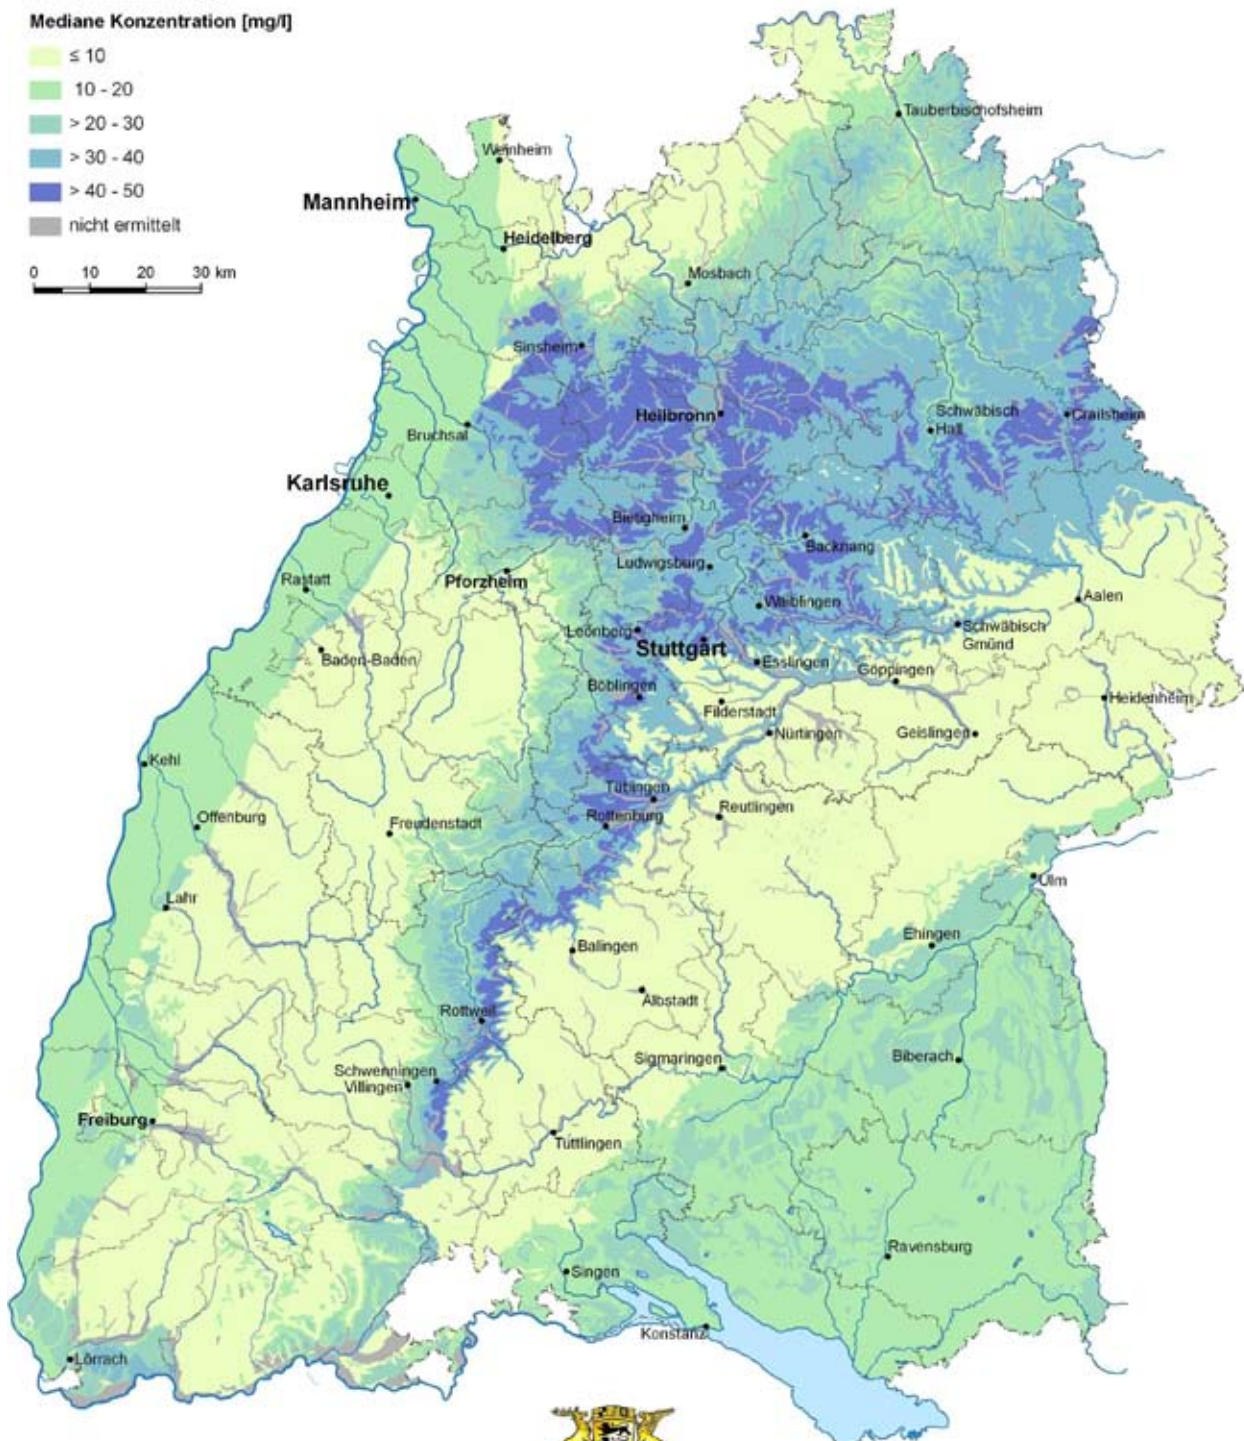 Mediane Konzentration [mg/l]
≤ 10
10 - 20
> 20 - 30
> 30 - 40
> 40 - 50
nicht ermittelt
0 10 20 30 km
Tauberbischofsheim
Weinheim
Mannheim
Heidelberg
Mosbach
Sinsheim
Heilbronn
Schwäbisch
Hall
Crailsheim
Bruchsal
Karlsruhe
Bietigheim
Backnang
Ludwigsburg
Pforzheim
Rastatt
Waiblingen
Aalen
Leonberg
Schwäbisch
Gmünd
Stuttgart
Baden-Baden
Esslingen
Göppingen
Böblingen
Heidenheim
Filderstadt
Nürtingen
Geislingen
Kehl
Tübingen
Reutlingen
Offenburg
Freudenstadt
Rottenburg
Ulm
Lahr
Ehingen
Balingen
Albstadt
Rottweil
Sigmaringen
Biberach
Schwenningen
Villingen
Freiburg
Tuttlingen
Ravensburg
Singen
Konstanz
Lörrach